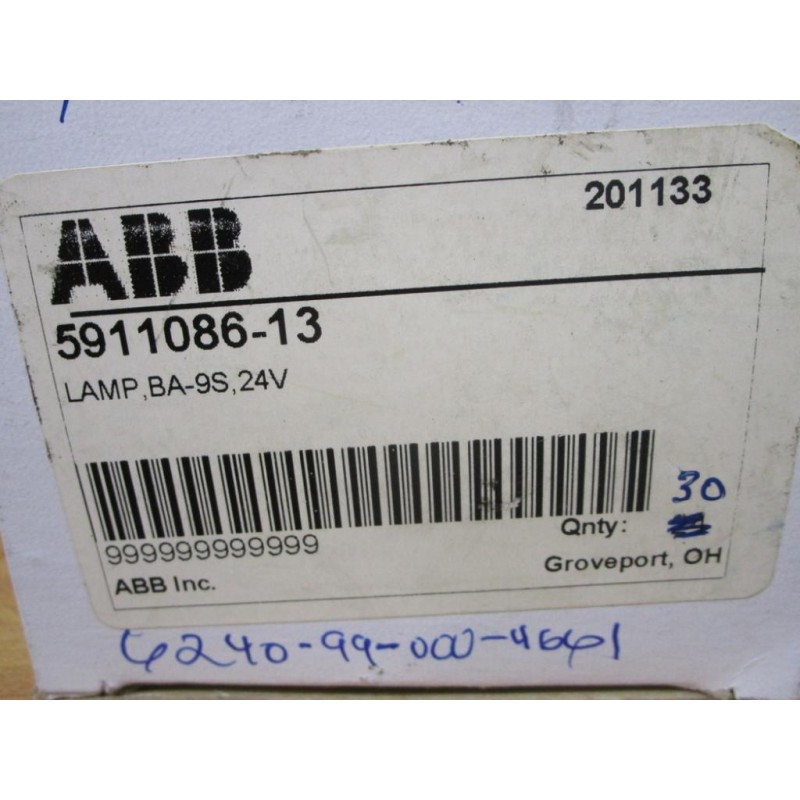 201133
ABB
5911086-13
LAMP,BA-9S,24V
999999999999
30
Qnty:
ABB Inc.
Groveport, OH
6240-99-000-4661